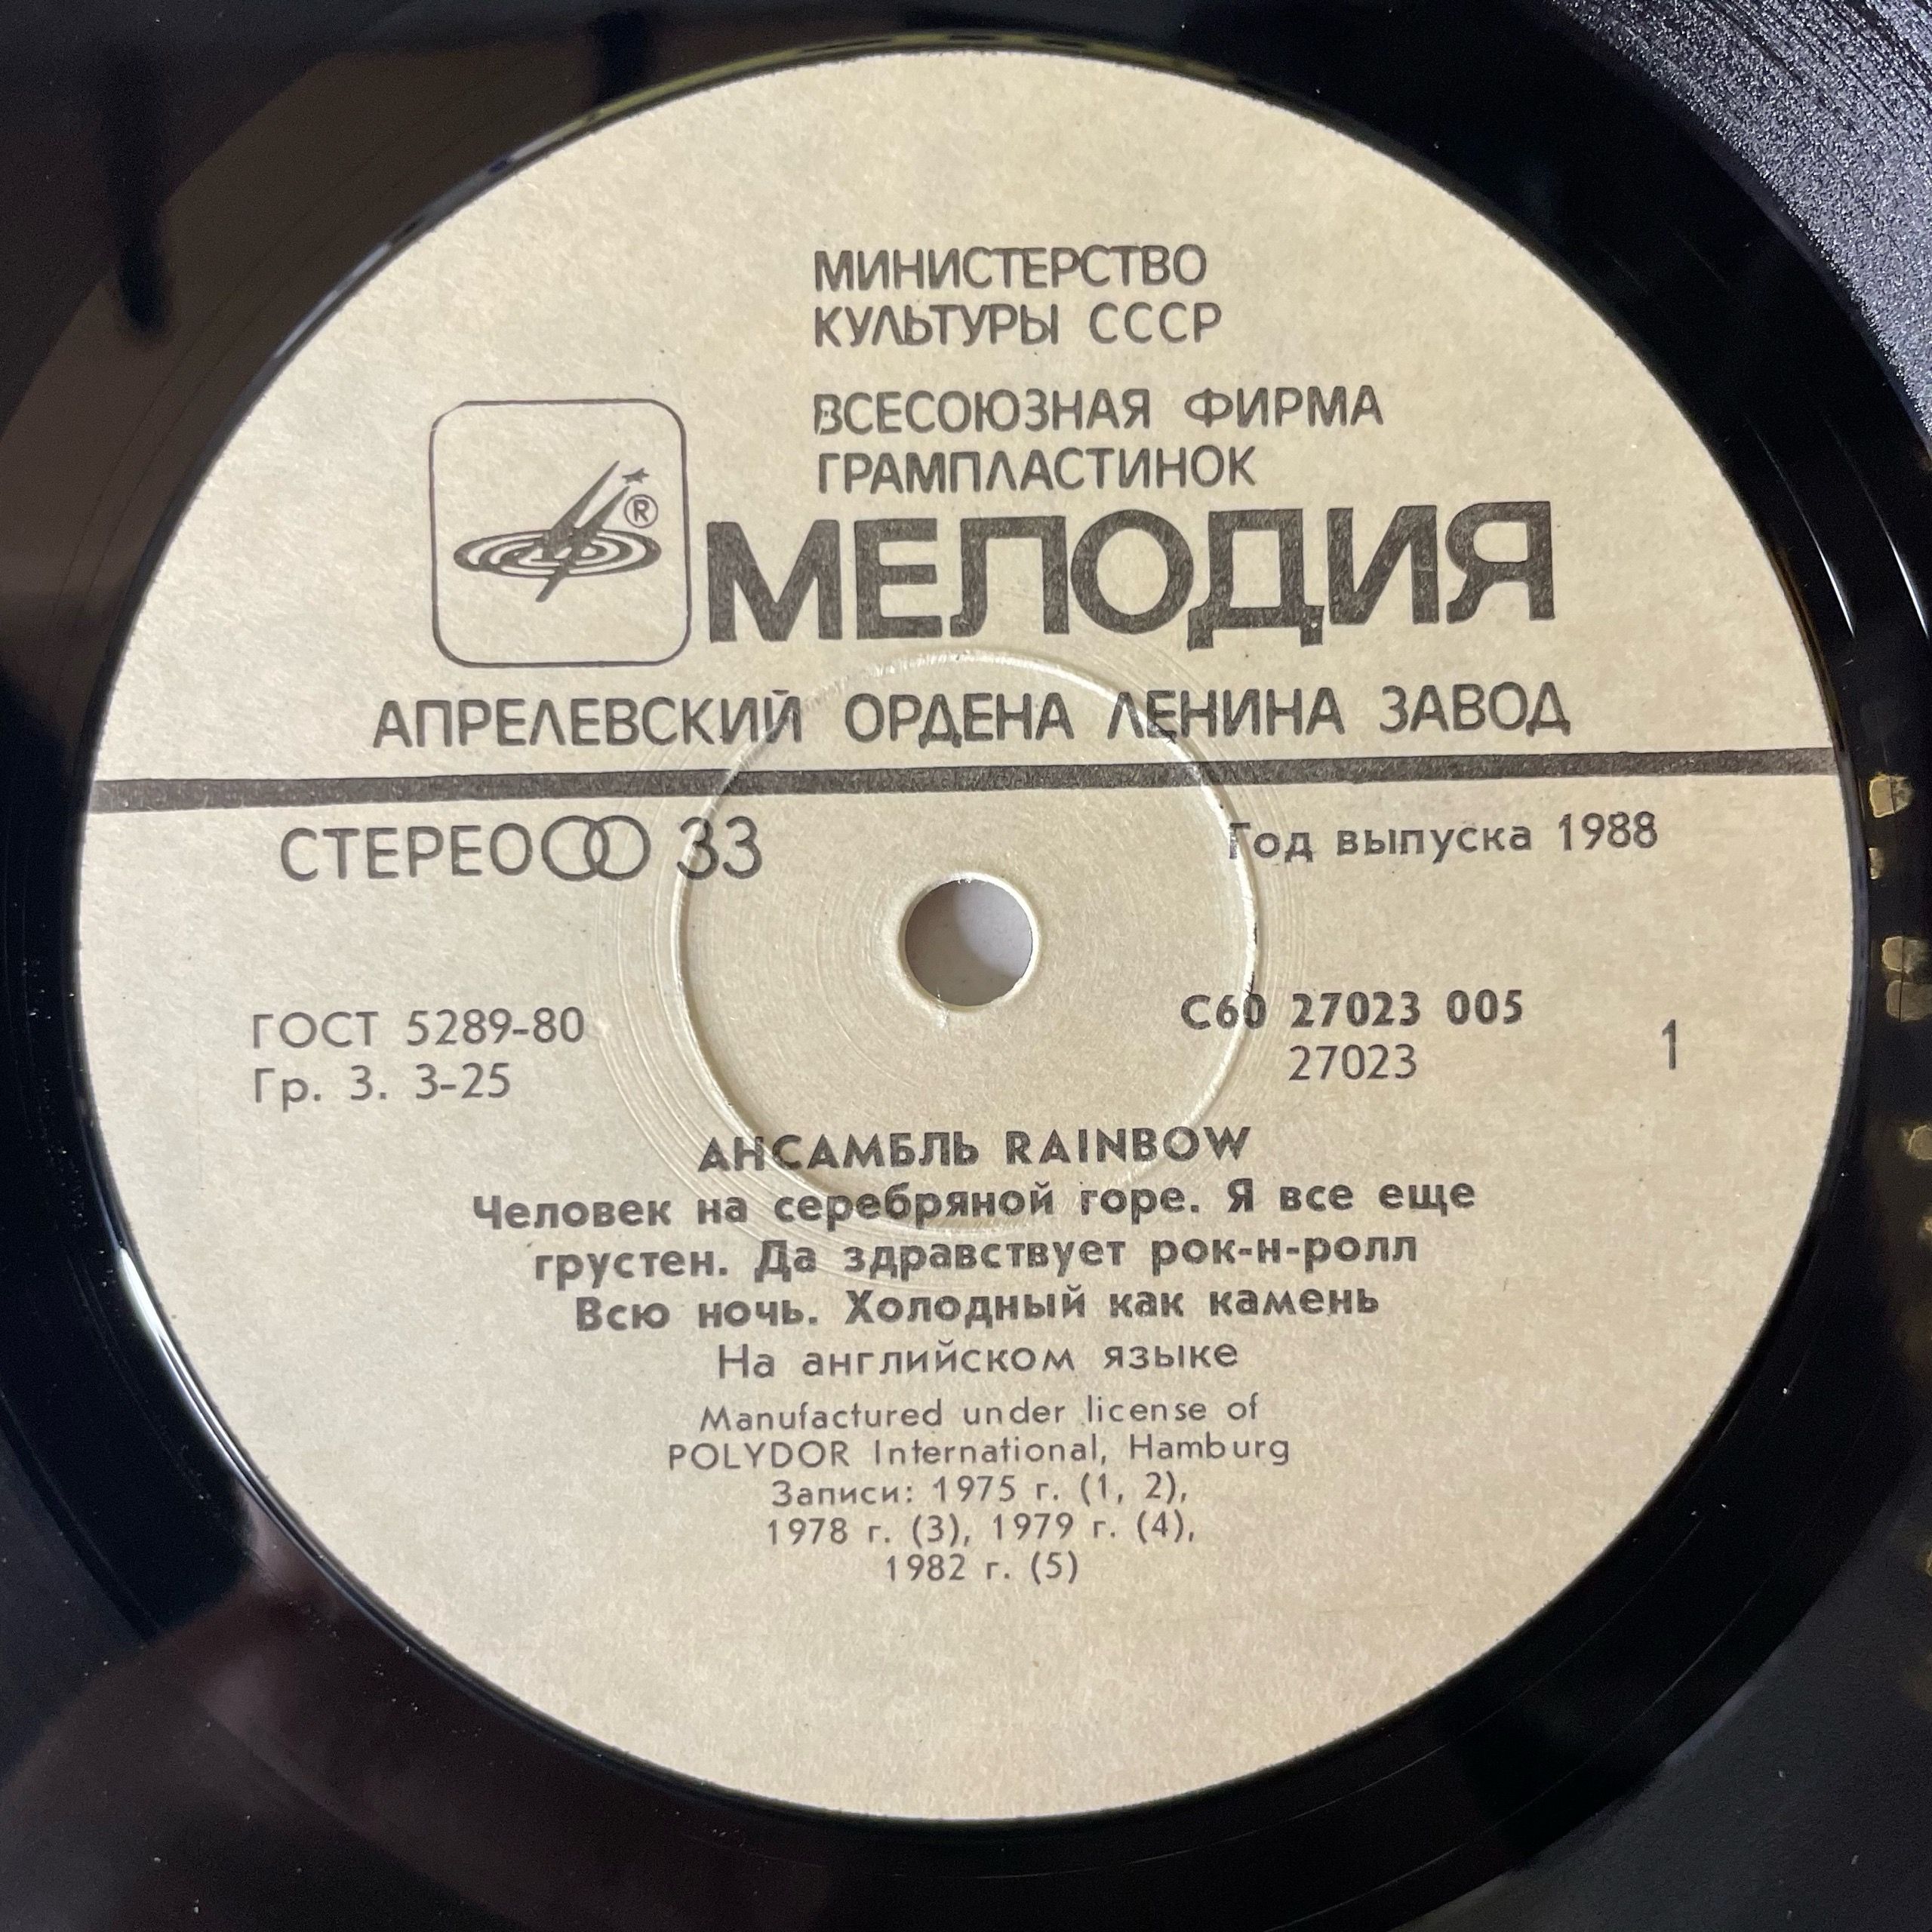 МИНИСТЕРСТВО
КУЛЬТУРЫ СССР
ВСЕСОЮЗНАЯ ФИРМА
ГРАМПЛАСТИНОК
®
МЕЛОДИЯ
АПРЕЛЕВСКИЙ ОРДЕНА ЛЕНИНА ЗАВОД
СТЕРЕО 33
Год выпуска 1988
ГОСТ 5289-80
Гр. 3. 3-25
С60 27023 005
27023
1
АНСАМБЛЬ RAINBOW
Человек на серебряной горе. Я все еще
грустен. Да здравствует рок-н-ролл
Всю ночь. Холодный как камень
На английском языке
Manufactured under license of
POLYDOR International, Hamburg
Записи: 1975 г. (1, 2),
1978 г. (3), 1979 г. (4),
1982 г. (5)